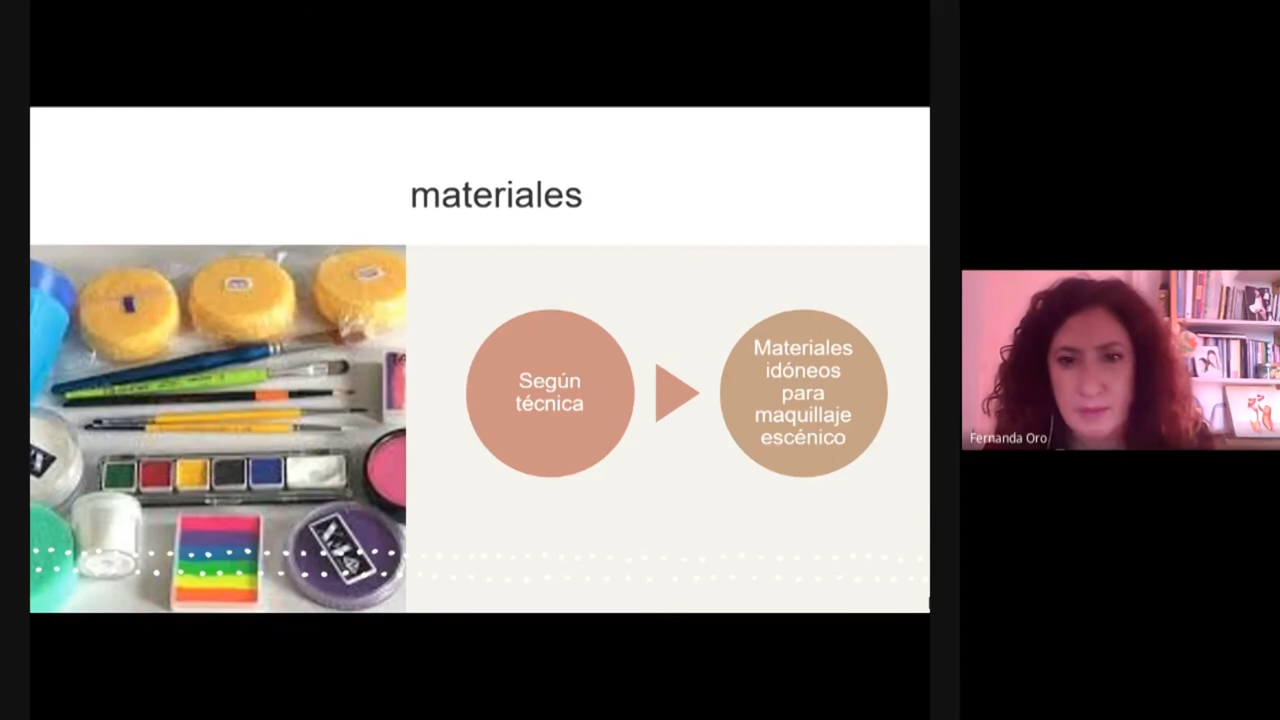 materiales
Según
técnica
Materiales
idóneos
para
maquillaje
escénico
Fernanda Oro